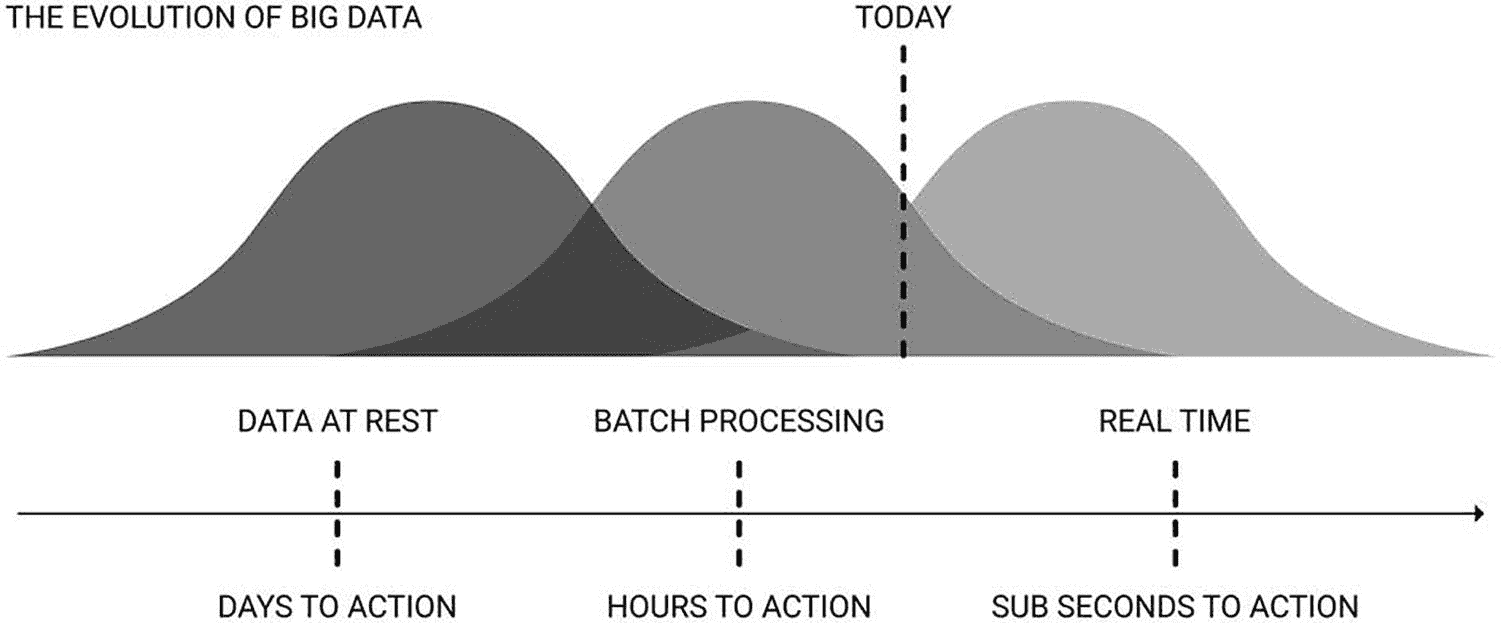 THE EVOLUTION OF BIG DATA
TODAY
DATA AT REST
BATCH PROCESSING
REAL TIME
DAYS TO ACTION
HOURS TO ACTION
SUB SECONDS TO ACTION